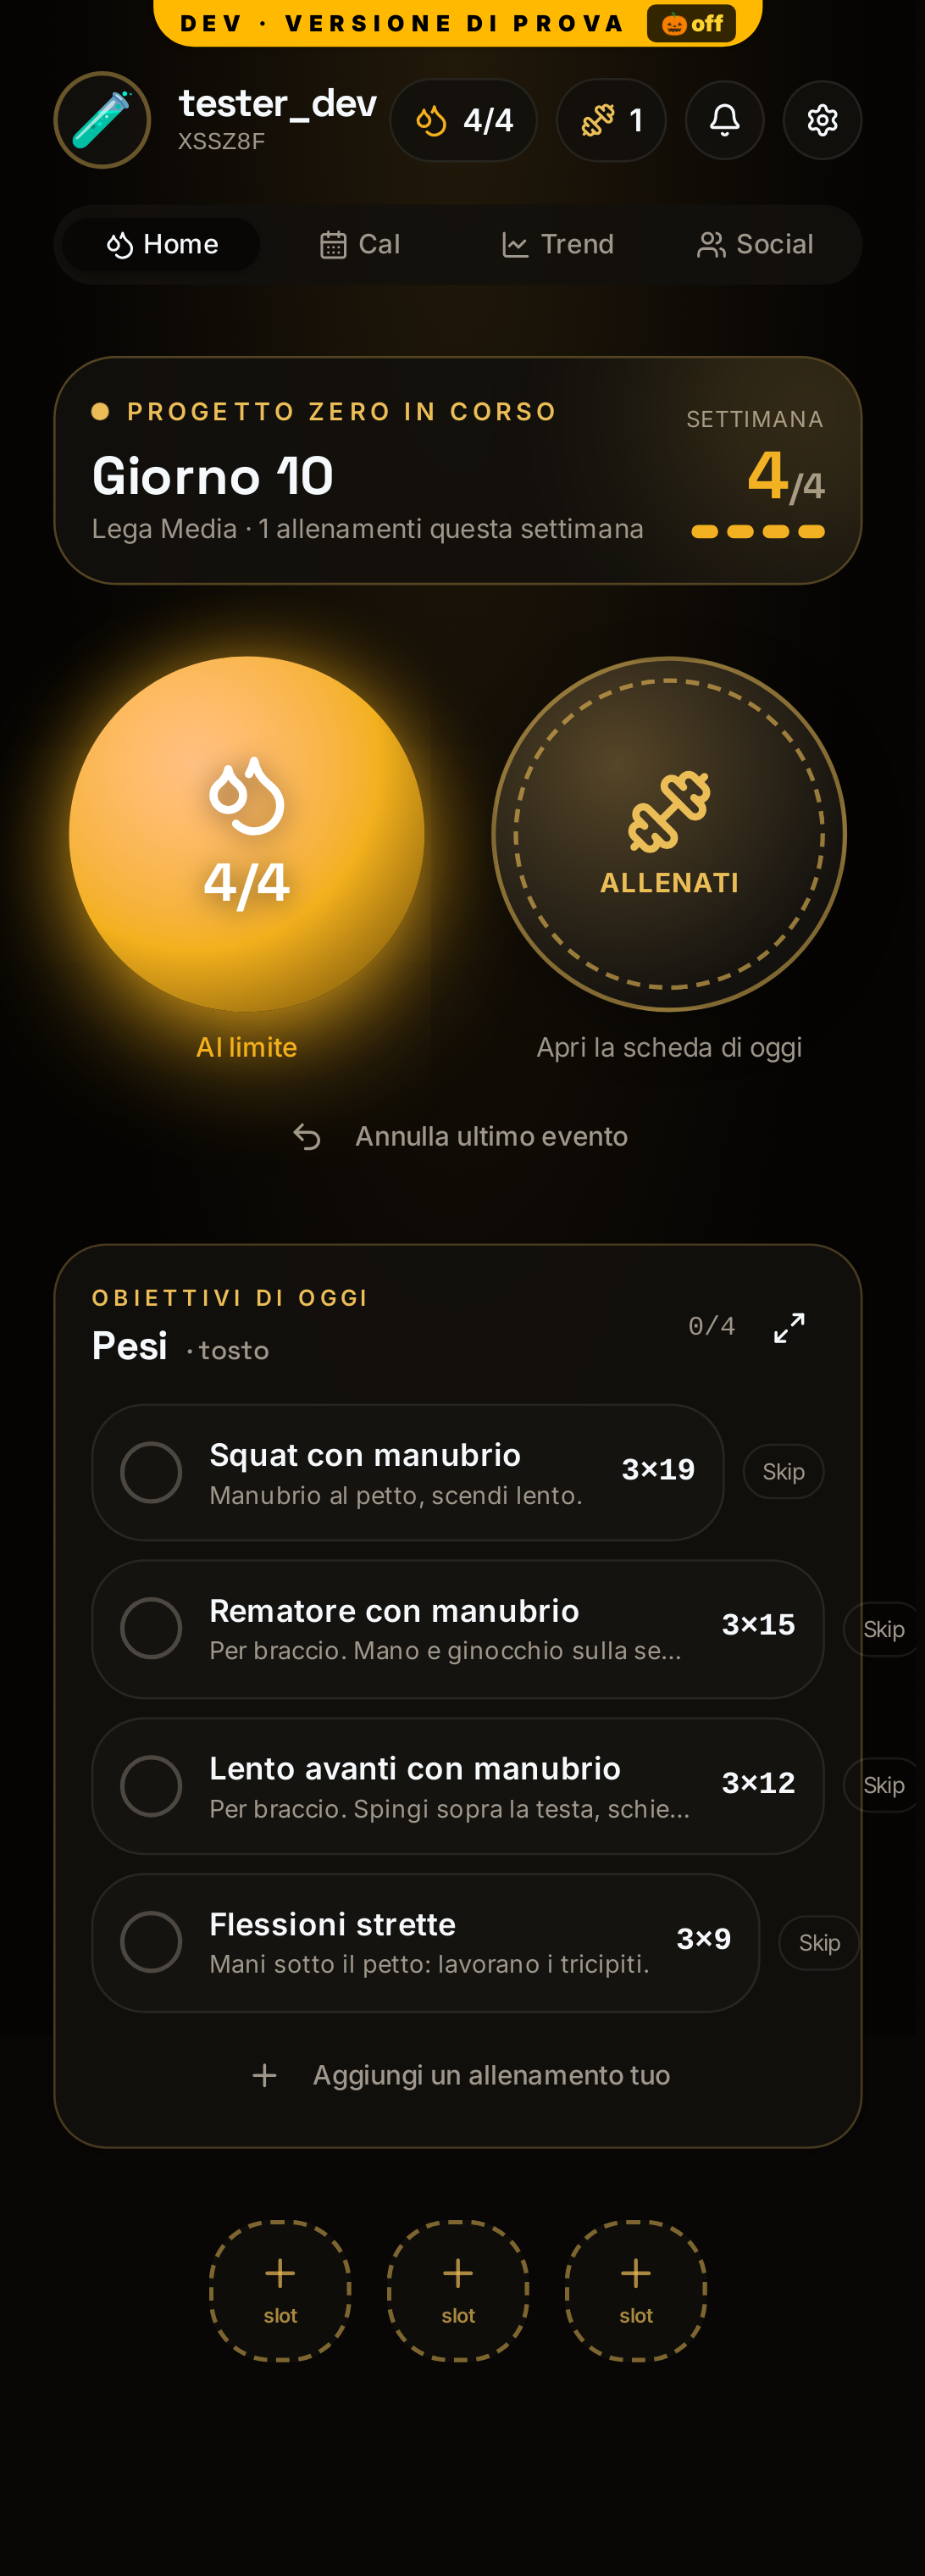 DEV · VERSIONE DI PROVA 🎃off
tester_dev
XSSZ8F
4/4
1
Home
Cal
Trend
Social
PROGETTO ZERO IN CORSO
Giorno 10
Lega Media · 1 allenamenti questa settimana
SETTIMANA
4/4
4/4
Al limite
ALLENATI
Apri la scheda di oggi
Annulla ultimo evento
OBIETTIVI DI OGGI
Pesi · tosto
0/4
Squat con manubrio
Manubrio al petto, scendi lento.
3×19
Skip
Rematore con manubrio
Per braccio. Mano e ginocchio sulla se...
3×15
Skip
Lento avanti con manubrio
Per braccio. Spingi sopra la testa, schie...
3×12
Skip
Flessioni strette
Mani sotto il petto: lavorano i tricipiti.
3×9
Skip
Aggiungi un allenamento tuo
slot
slot
slot